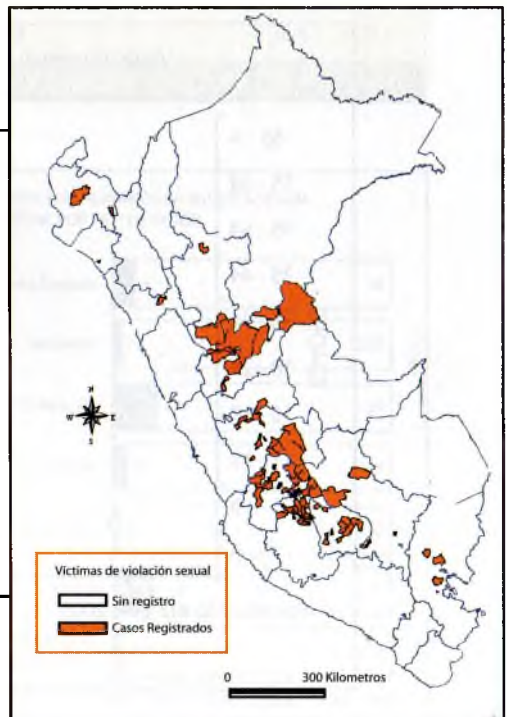 N
W E
S
Víctimas de violación sexual
Sin registro
Casos Registrados
0 300 Kilometros